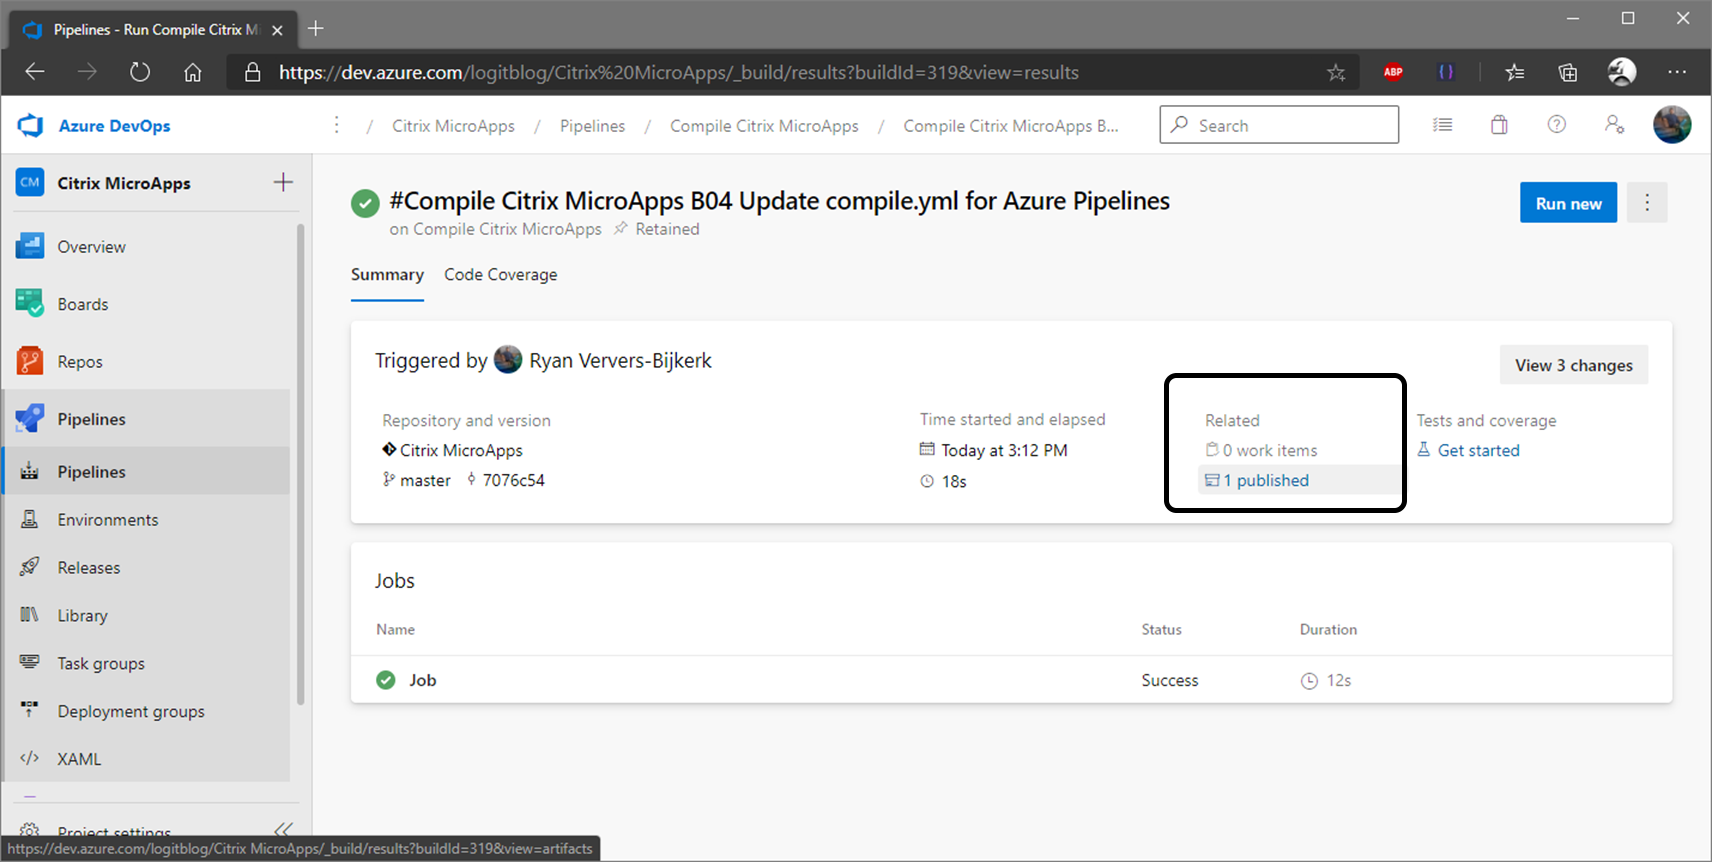 Pipelines - Run Compile Citrix M
https://dev.azure.com/logitblog/Citrix%20MicroApps/_build/results?buildId=319&view=results
ABP
{ }
Azure DevOps
/ Citrix MicroApps / Pipelines / Compile Citrix MicroApps / Compile Citrix MicroApps B...
Search
CM Citrix MicroApps
Overview
Boards
Repos
Pipelines
Pipelines
Environments
Releases
Library
Task groups
Deployment groups
</> XAML
Project settings
#Compile Citrix MicroApps B04 Update compile.yml for Azure Pipelines
on Compile Citrix MicroApps Retained
Run new
Summary Code Coverage
Triggered by Ryan Ververs-Bijkerk
View 3 changes
Repository and version
Citrix MicroApps
master 7076c54
Time started and elapsed
Today at 3:12 PM
18s
Related
0 work items
1 published
Tests and coverage
Get started
Jobs
Name Status Duration
Job Success 12s
https://dev.azure.com/logitblog/Citrix MicroApps/_build/results?buildId=319&view=artifacts